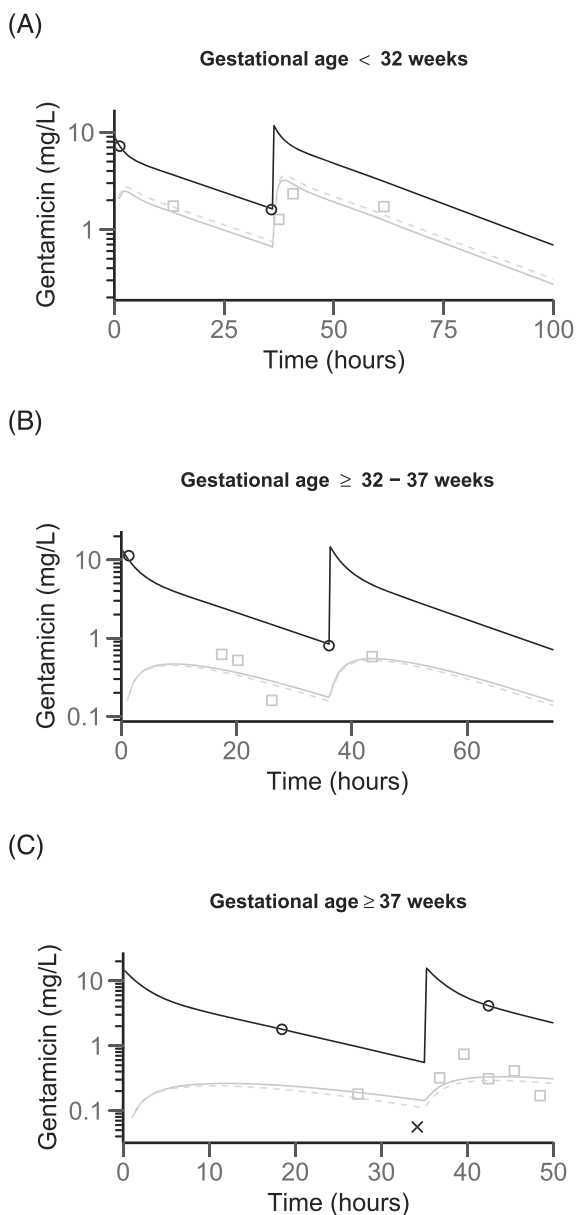 (A)
Gestational age < 32 weeks
Gentamicin (mg/L)
10
1
0 25 50 75 100
Time (hours)
(B)
Gestational age ≥ 32 − 37 weeks
Gentamicin (mg/L)
10
1
0.1
0 20 40 60
Time (hours)
(C)
Gestational age ≥ 37 weeks
Gentamicin (mg/L)
10
1
0.1
0 10 20 30 40 50
Time (hours)